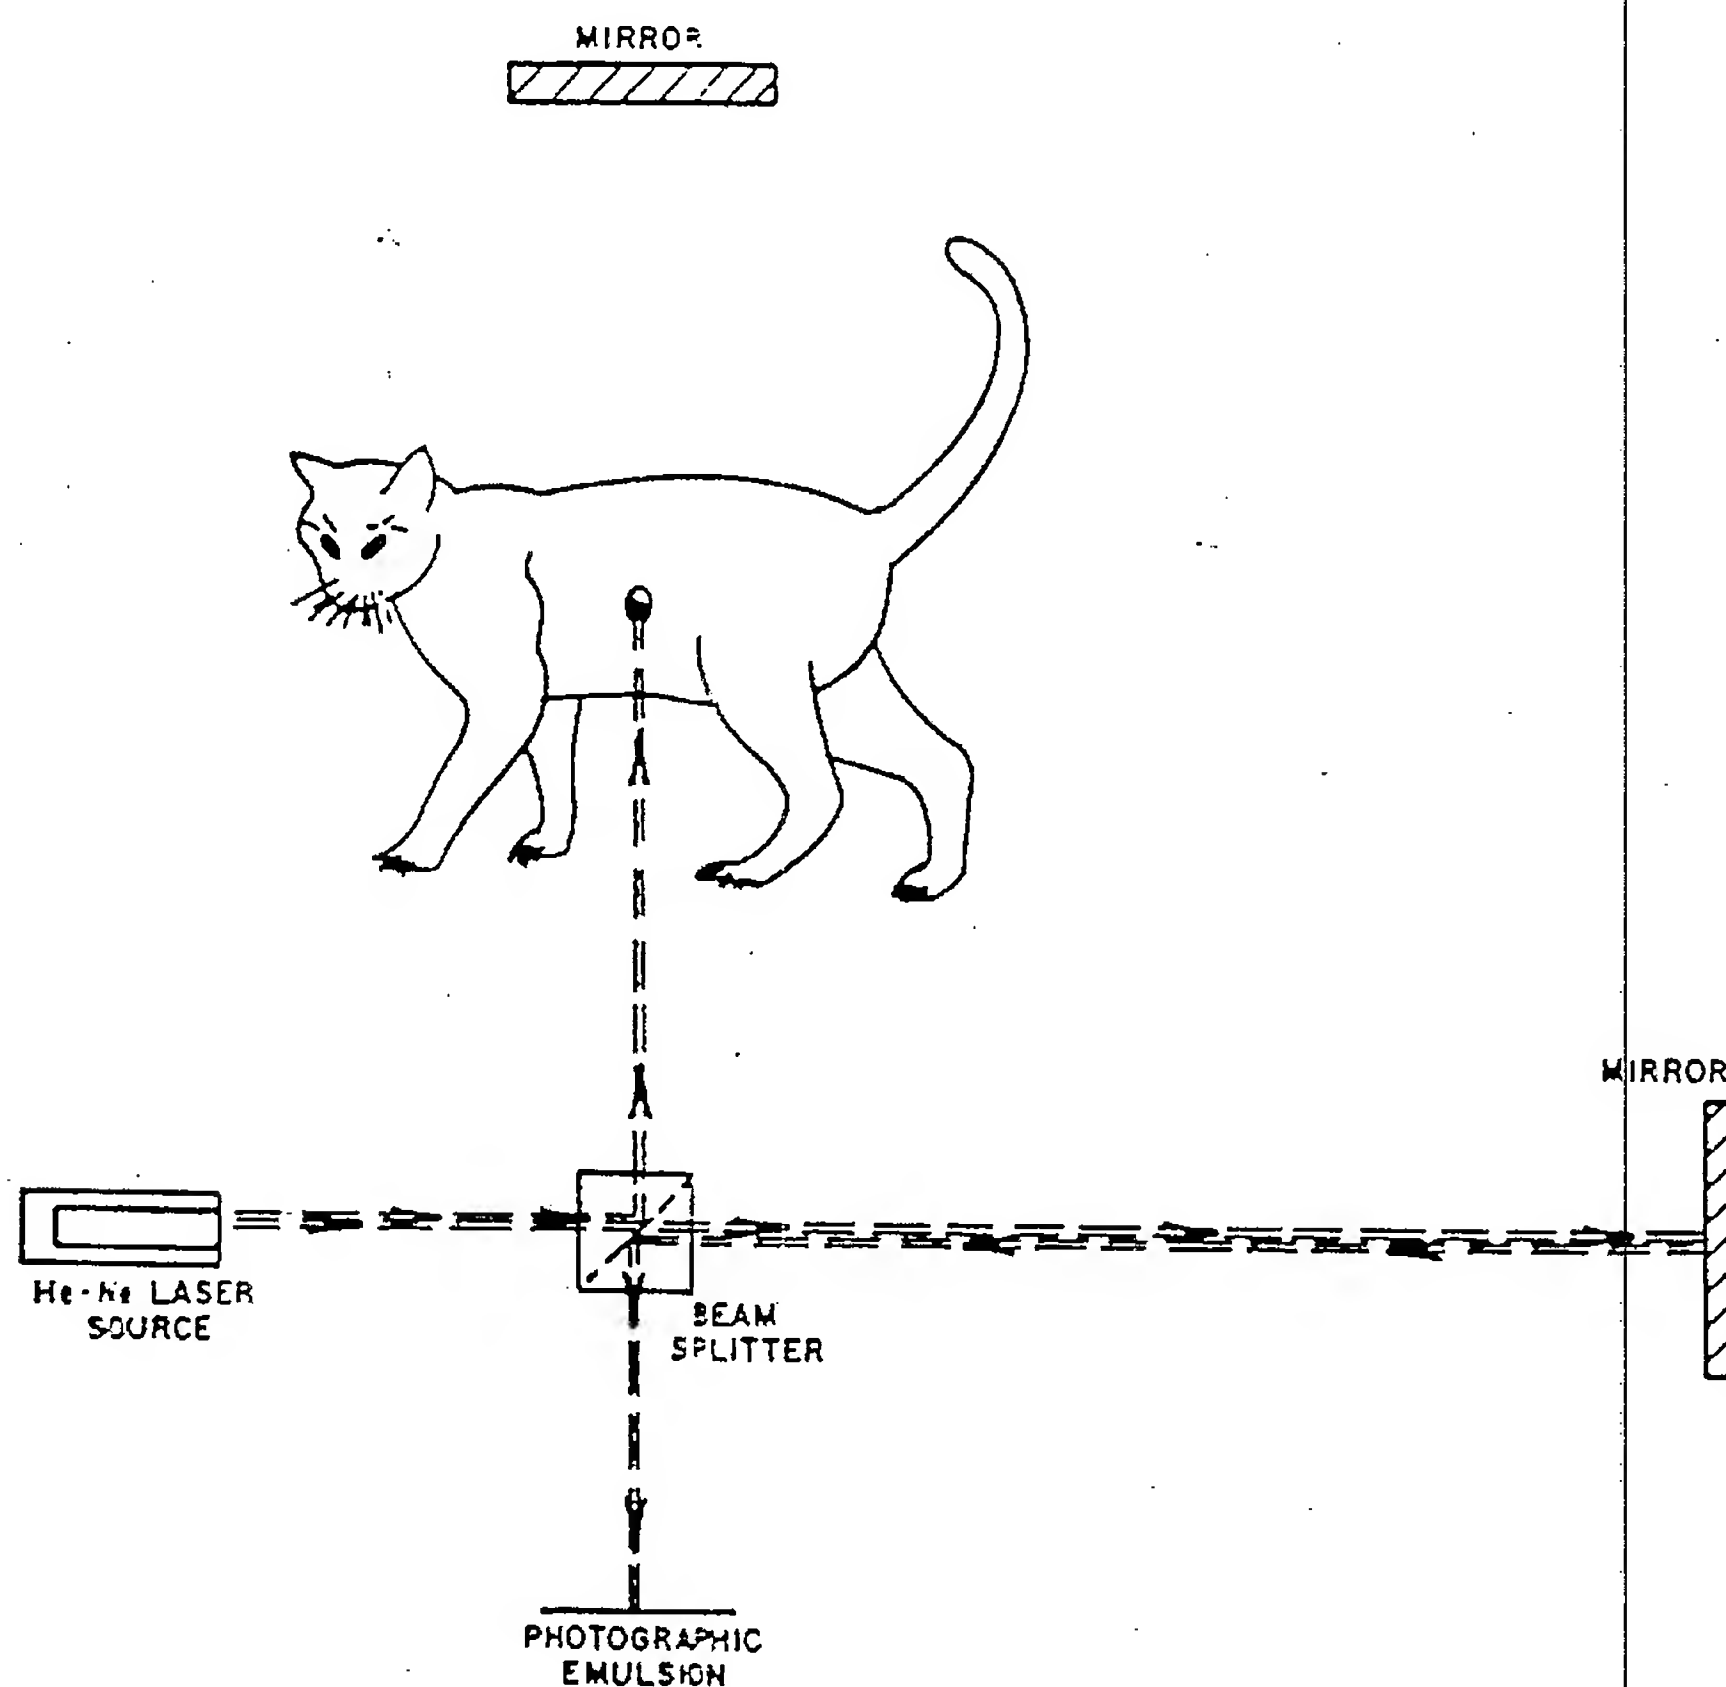 MIRROR
MIRROR
He-Ne LASER
SOURCE
BEAM
SPLITTER
PHOTOGRAPHIC
EMULSION